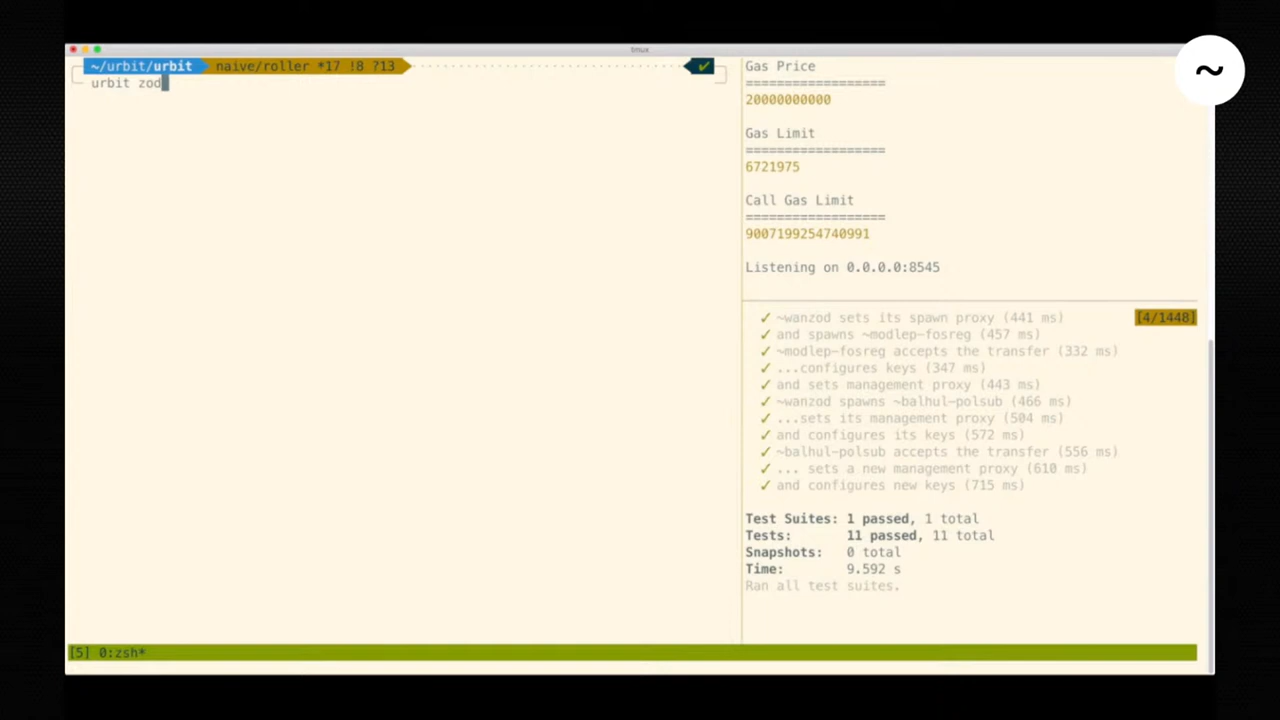 tmux
~/urbit/urbit naive/roller *17 !8 ?13 ✓
urbit zod
Gas Price
==================
20000000000
Gas Limit
==================
6721975
Call Gas Limit
==================
9007199254740991
Listening on 0.0.0.0:8545
✓ ~wanzod sets its spawn proxy (441 ms) [4/1448]
✓ and spawns ~modlep-fosreg (457 ms)
✓ ~modlep-fosreg accepts the transfer (332 ms)
✓ ...configures keys (347 ms)
✓ and sets management proxy (443 ms)
✓ ~wanzod spawns ~balhul-polsub (466 ms)
✓ ...sets its management proxy (504 ms)
✓ and configures its keys (572 ms)
✓ ~balhul-polsub accepts the transfer (556 ms)
✓ ... sets a new management proxy (610 ms)
✓ and configures new keys (715 ms)
Test Suites: 1 passed, 1 total
Tests: 11 passed, 11 total
Snapshots: 0 total
Time: 9.592 s
Ran all test suites.
[5] 0:zsh*
~